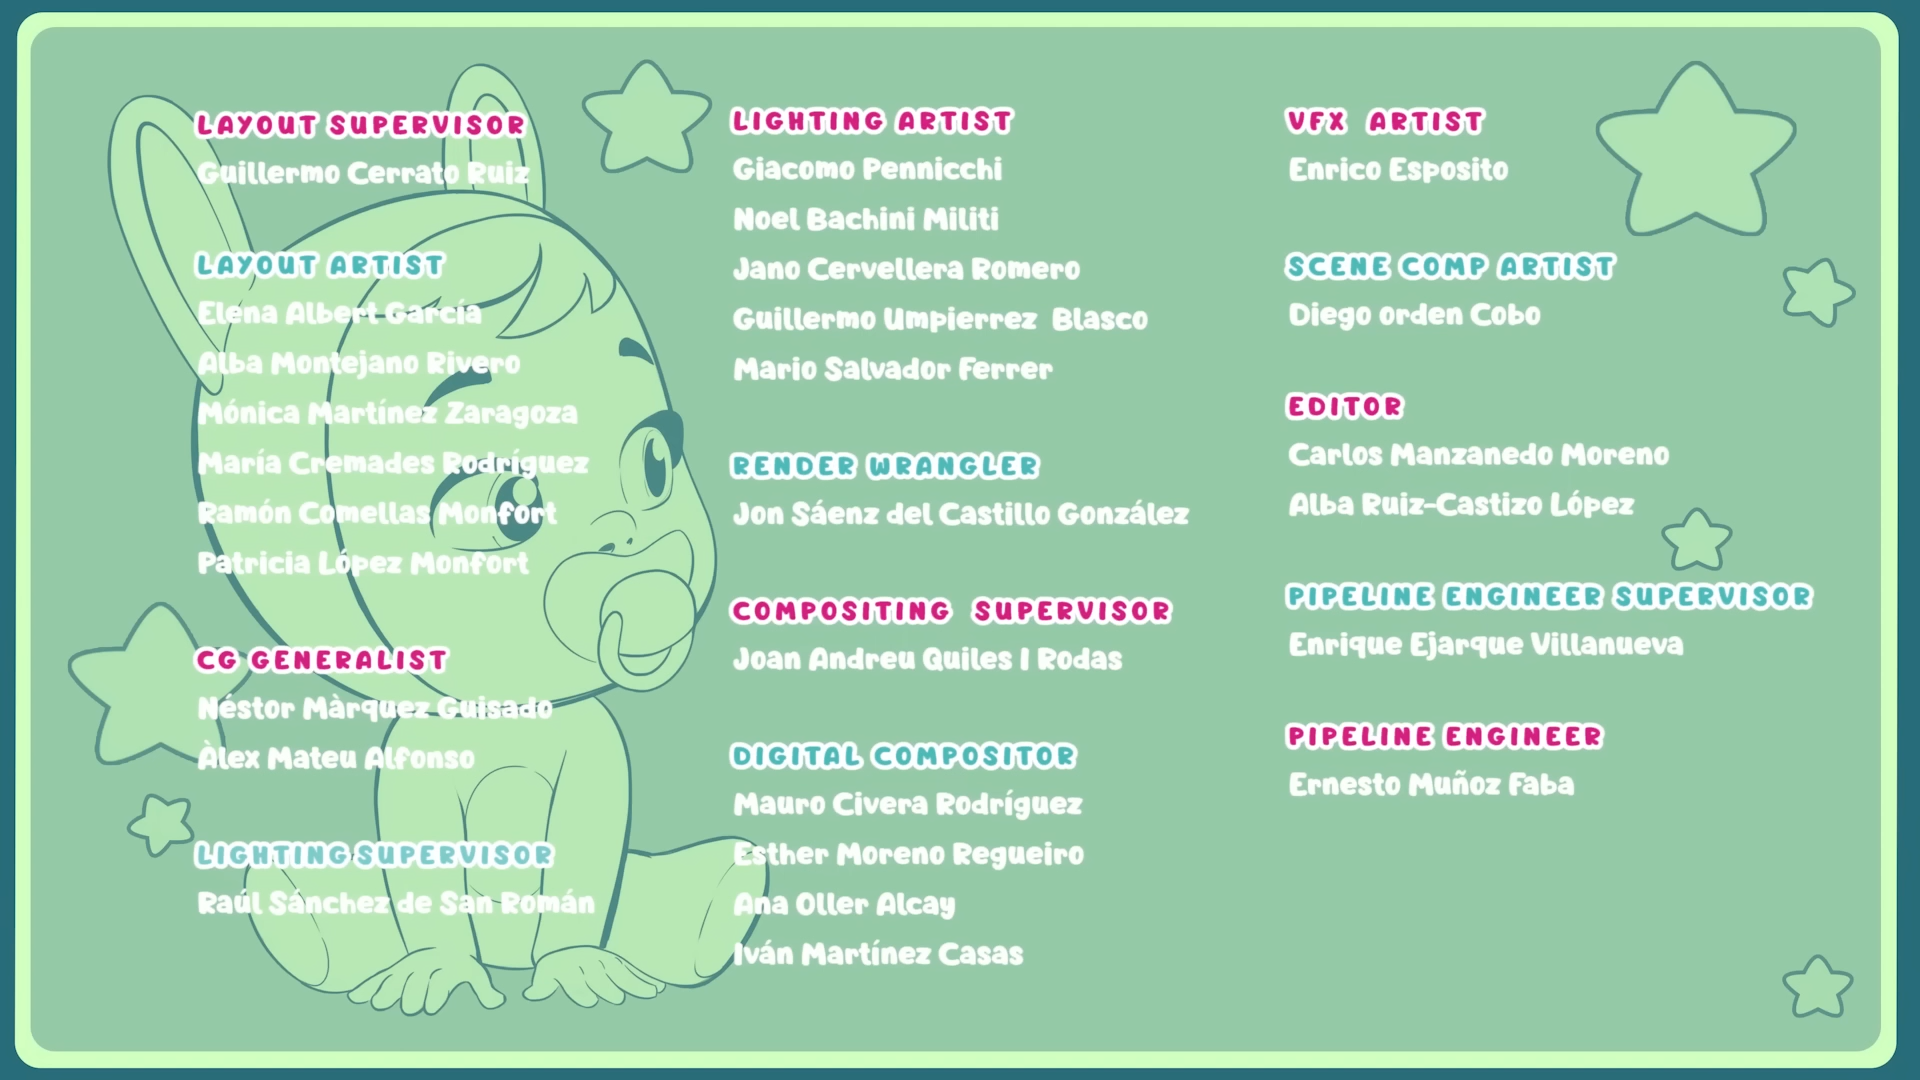 LAYOUT SUPERVISOR
Guillermo Cerrato Ruiz
LAYOUT ARTIST
Elena Albert García
Alba Montejano Rivero
Mónica Martínez Zaragoza
María Cremades Rodríguez
Ramón Comellas Monfort
Patricia López Monfort
CG GENERALIST
Néstor Màrquez Guisado
Àlex Mateu Alfonso
LIGHTING SUPERVISOR
Raúl Sánchez de San Román
LIGHTING ARTIST
Giacomo Pennicchi
Noel Bachini Militi
Jano Cervellera Romero
Guillermo Umpierrez Blasco
Mario Salvador Ferrer
RENDER WRANGLER
Jon Sáenz del Castillo González
COMPOSITING SUPERVISOR
Joan Andreu Quiles I Rodas
DIGITAL COMPOSITOR
Mauro Civera Rodríguez
Esther Moreno Regueiro
Ana Oller Alcay
Iván Martínez Casas
VFX ARTIST
Enrico Esposito
SCENE COMP ARTIST
Diego orden Cobo
EDITOR
Carlos Manzanedo Moreno
Alba Ruiz-Castizo López
PIPELINE ENGINEER SUPERVISOR
Enrique Ejarque Villanueva
PIPELINE ENGINEER
Ernesto Muñoz Faba